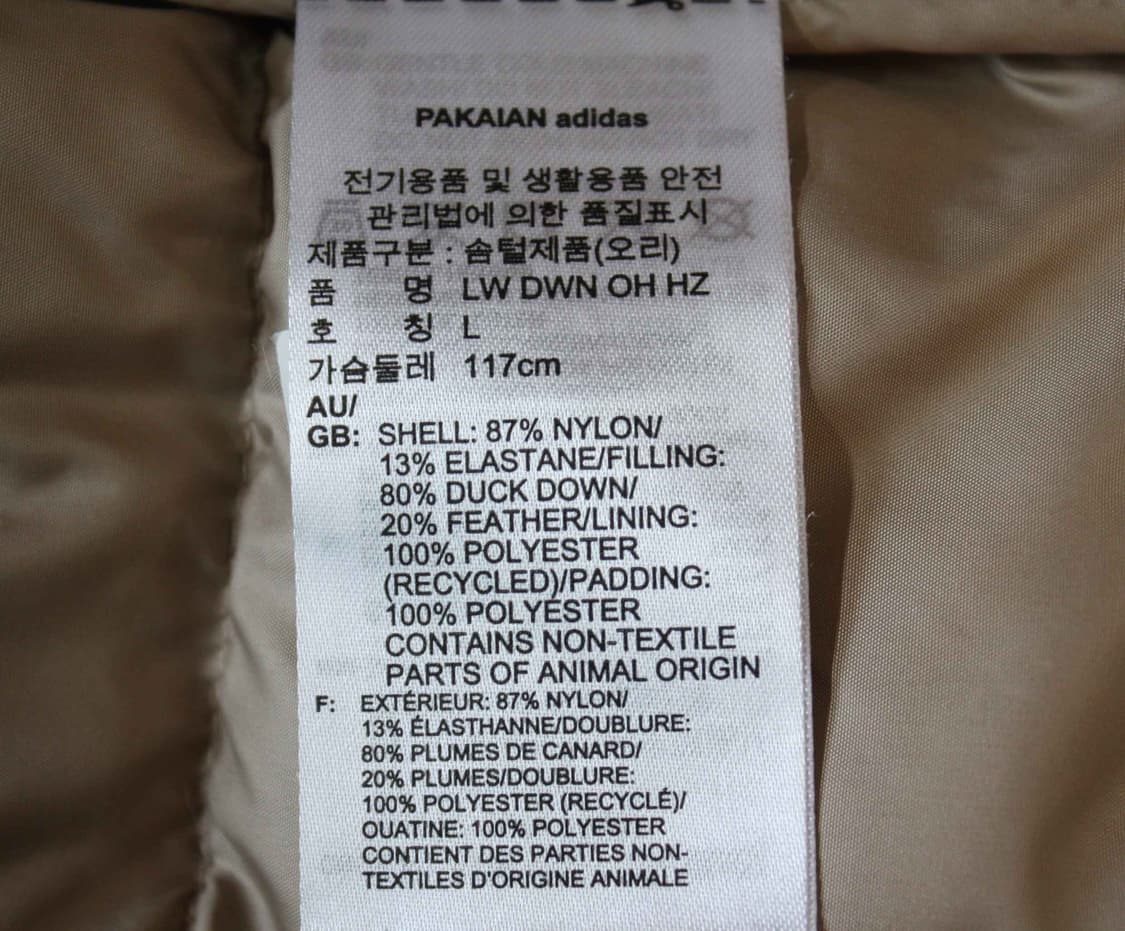 PAKAIAN adidas
전기용품 및 생활용품 안전
관리법에 의한 품질표시
제품구분 : 솜털제품(오리)
품 명 LW DWN OH HZ
호 칭 L
가슴둘레 117cm
AU/
GB: SHELL: 87% NYLON/
13% ELASTANE/FILLING:
80% DUCK DOWN/
20% FEATHER/LINING:
100% POLYESTER
(RECYCLED)/PADDING:
100% POLYESTER
CONTAINS NON-TEXTILE
PARTS OF ANIMAL ORIGIN
F: EXTÉRIEUR: 87% NYLON/
13% ÉLASTHANNE/DOUBLURE:
80% PLUMES DE CANARD/
20% PLUMES/DOUBLURE:
100% POLYESTER (RECYCLÉ)/
OUATINE: 100% POLYESTER
CONTIENT DES PARTIES NON-
TEXTILES D'ORIGINE ANIMALE